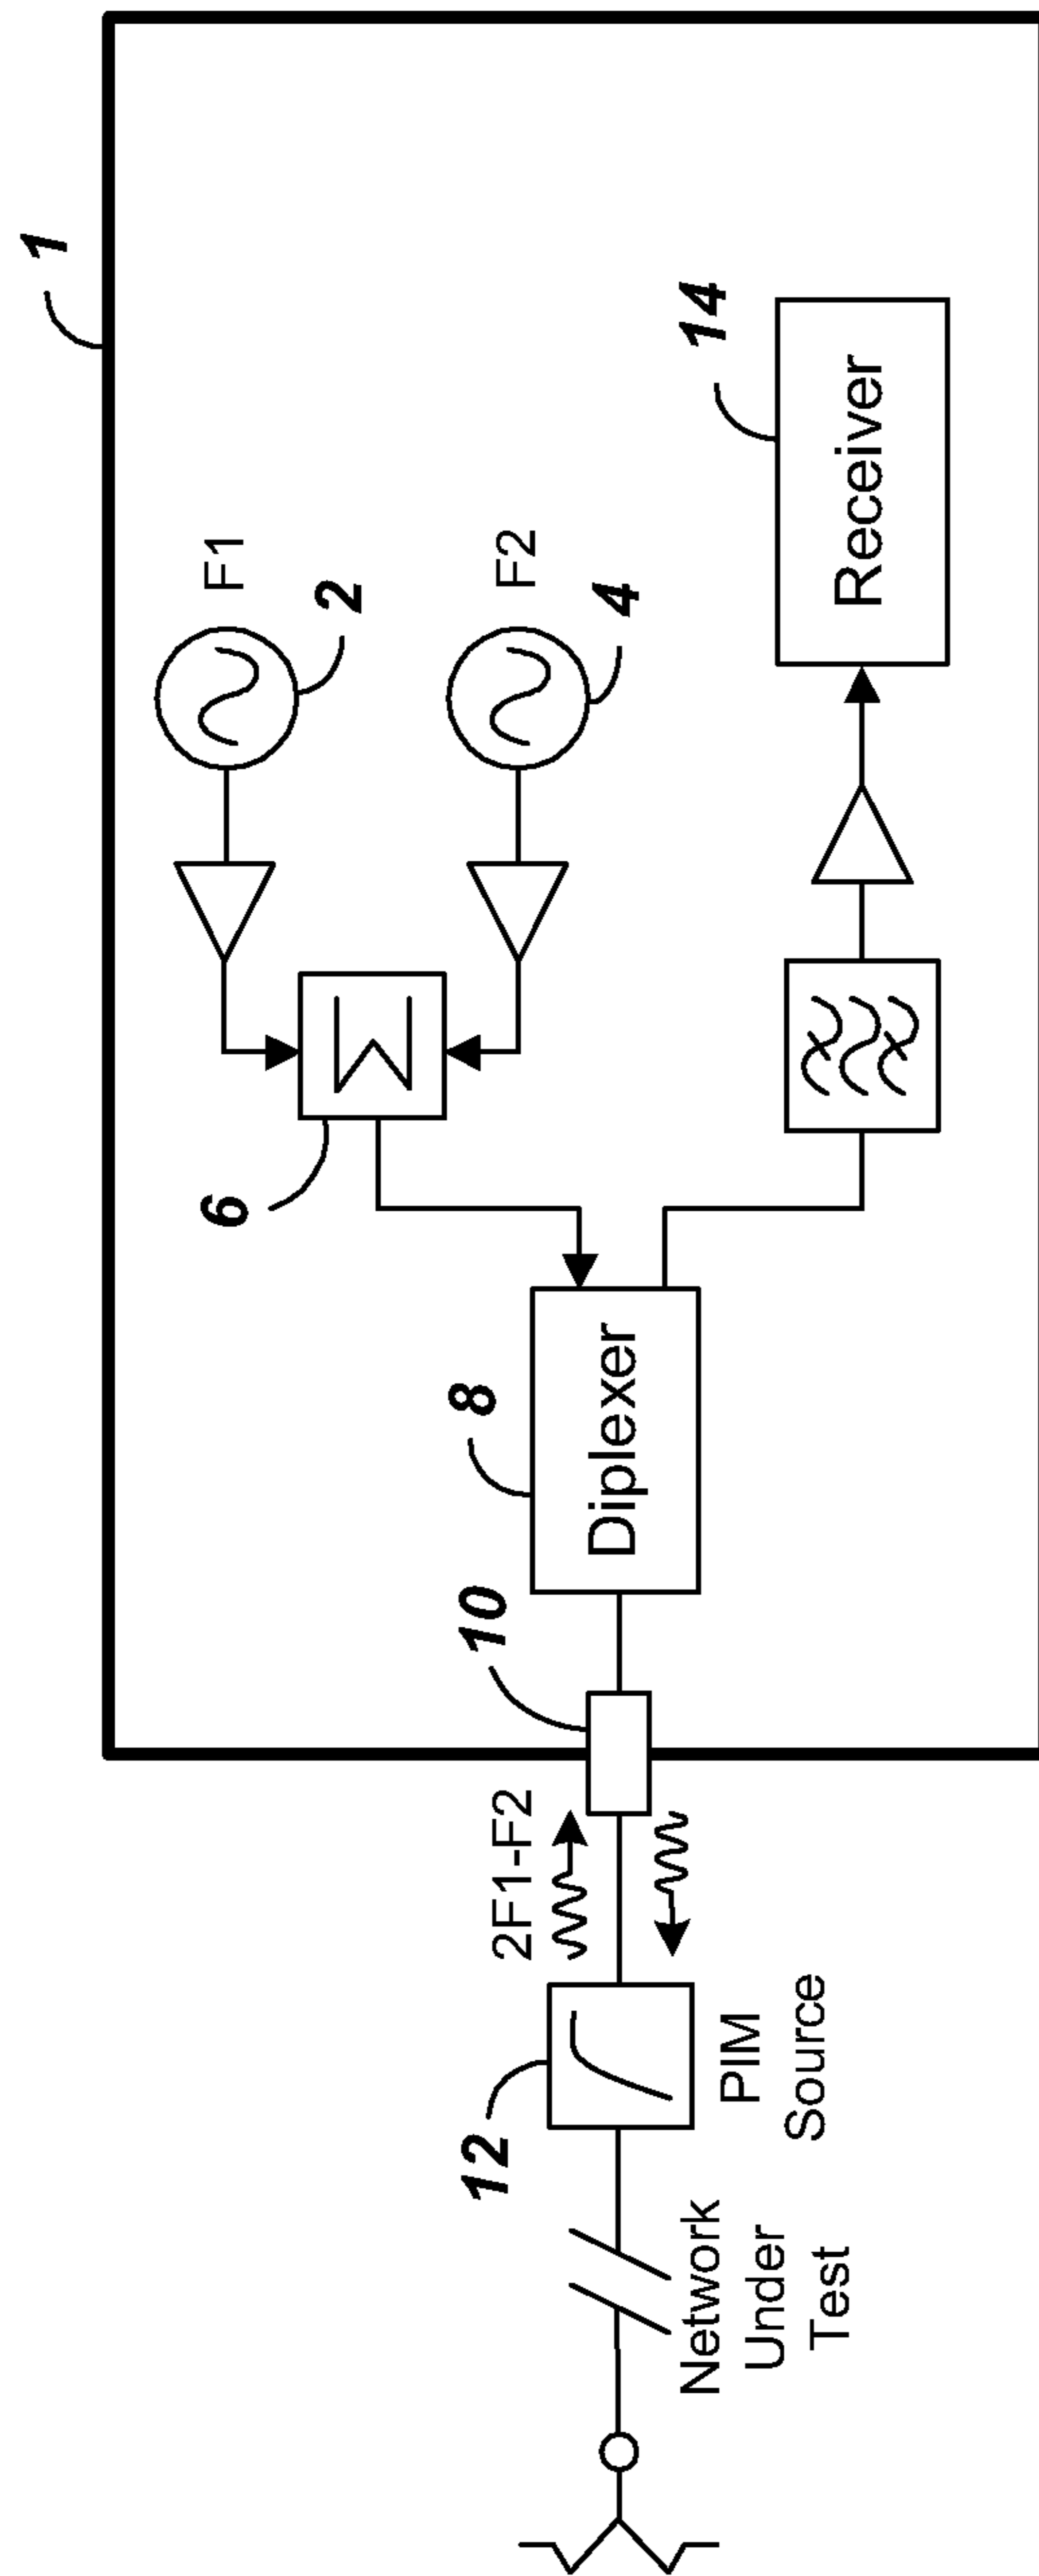 1
F1
2
F2
4
6
8
Diplexer
10
14
Receiver
2F1-F2
12
PIM
Source
Network
Under
Test
Σ